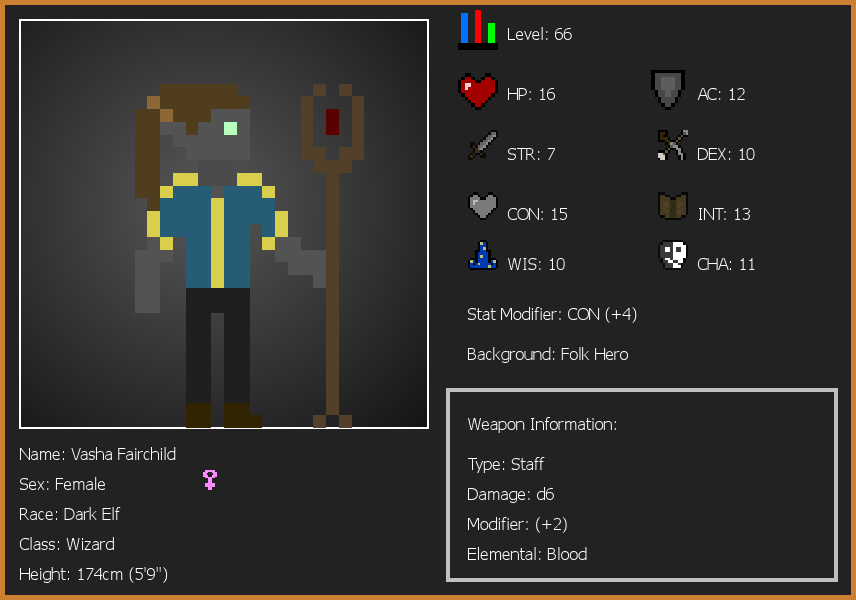 Level: 66
HP: 16
AC: 12
STR: 7
DEX: 10
CON: 15
INT: 13
WIS: 10
CHA: 11
Stat Modifier: CON (+4)
Background: Folk Hero
Weapon Information:
Type: Staff
Damage: d6
Modifier: (+2)
Elemental: Blood
Name: Vasha Fairchild
Sex: Female
Race: Dark Elf
Class: Wizard
Height: 174cm (5'9")